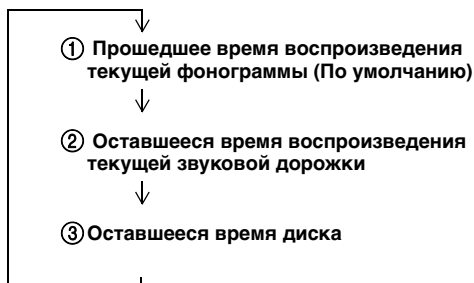 ① Прошедшее время воспроизведения
текущей фонограммы (По умолчанию)
② Оставшееся время воспроизведения
текущей звуковой дорожки
③ Оставшееся время диска